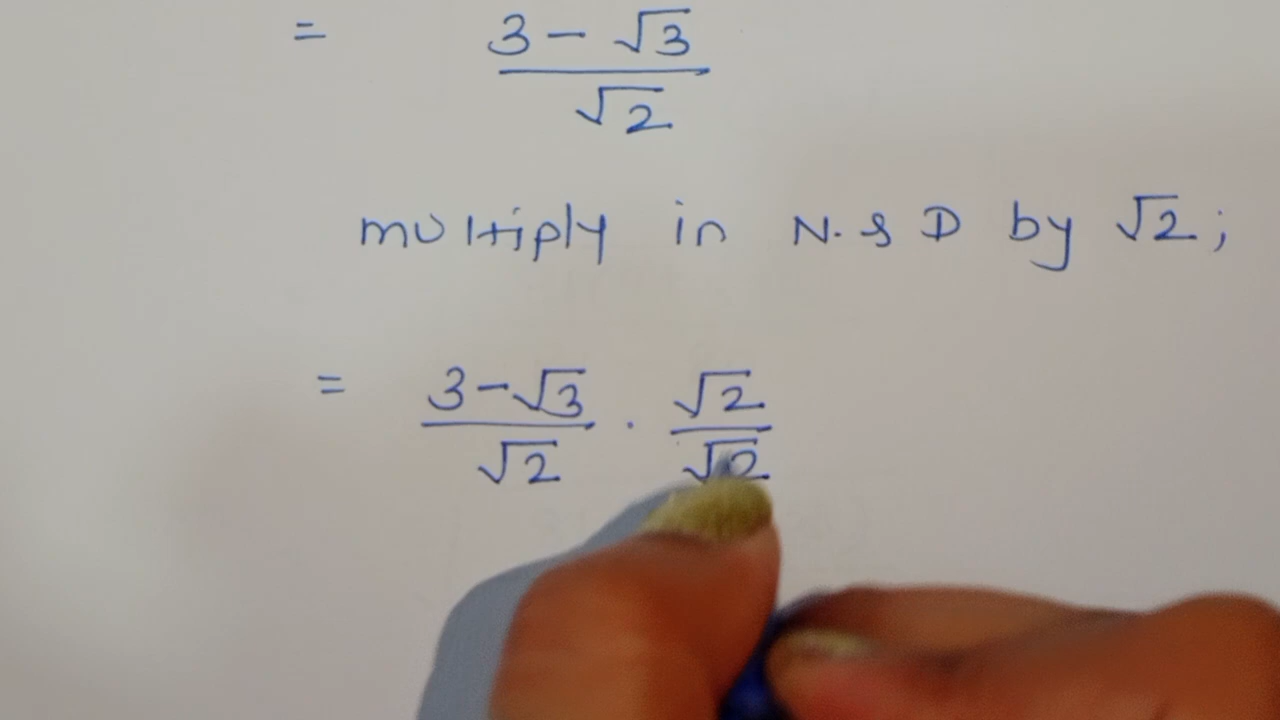 = (3 - √3)/√2
multiply in N. & D by √2;
= (3 - √3)/√2 · √2/√2